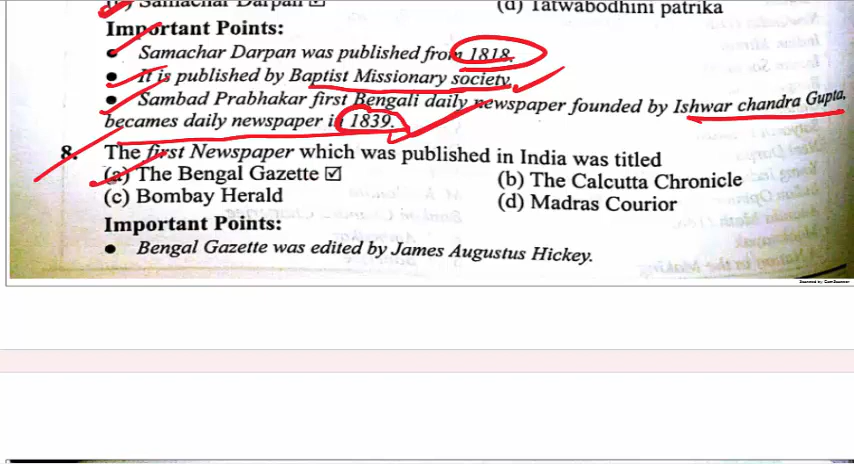 Samachar Darpan ☑
(d) Tatwabodhini patrika
Important Points:
• Samachar Darpan was published from 1818.
• It is published by Baptist Missionary society.
• Sambad Prabhakar first Bengali daily newspaper founded by Ishwar chandra Gupta,
becames daily newspaper in 1839.
8. The first Newspaper which was published in India was titled
(a) The Bengal Gazette ☑ (b) The Calcutta Chronicle
(c) Bombay Herald (d) Madras Courior
Important Points:
• Bengal Gazette was edited by James Augustus Hickey.
Scanned by CamScanner